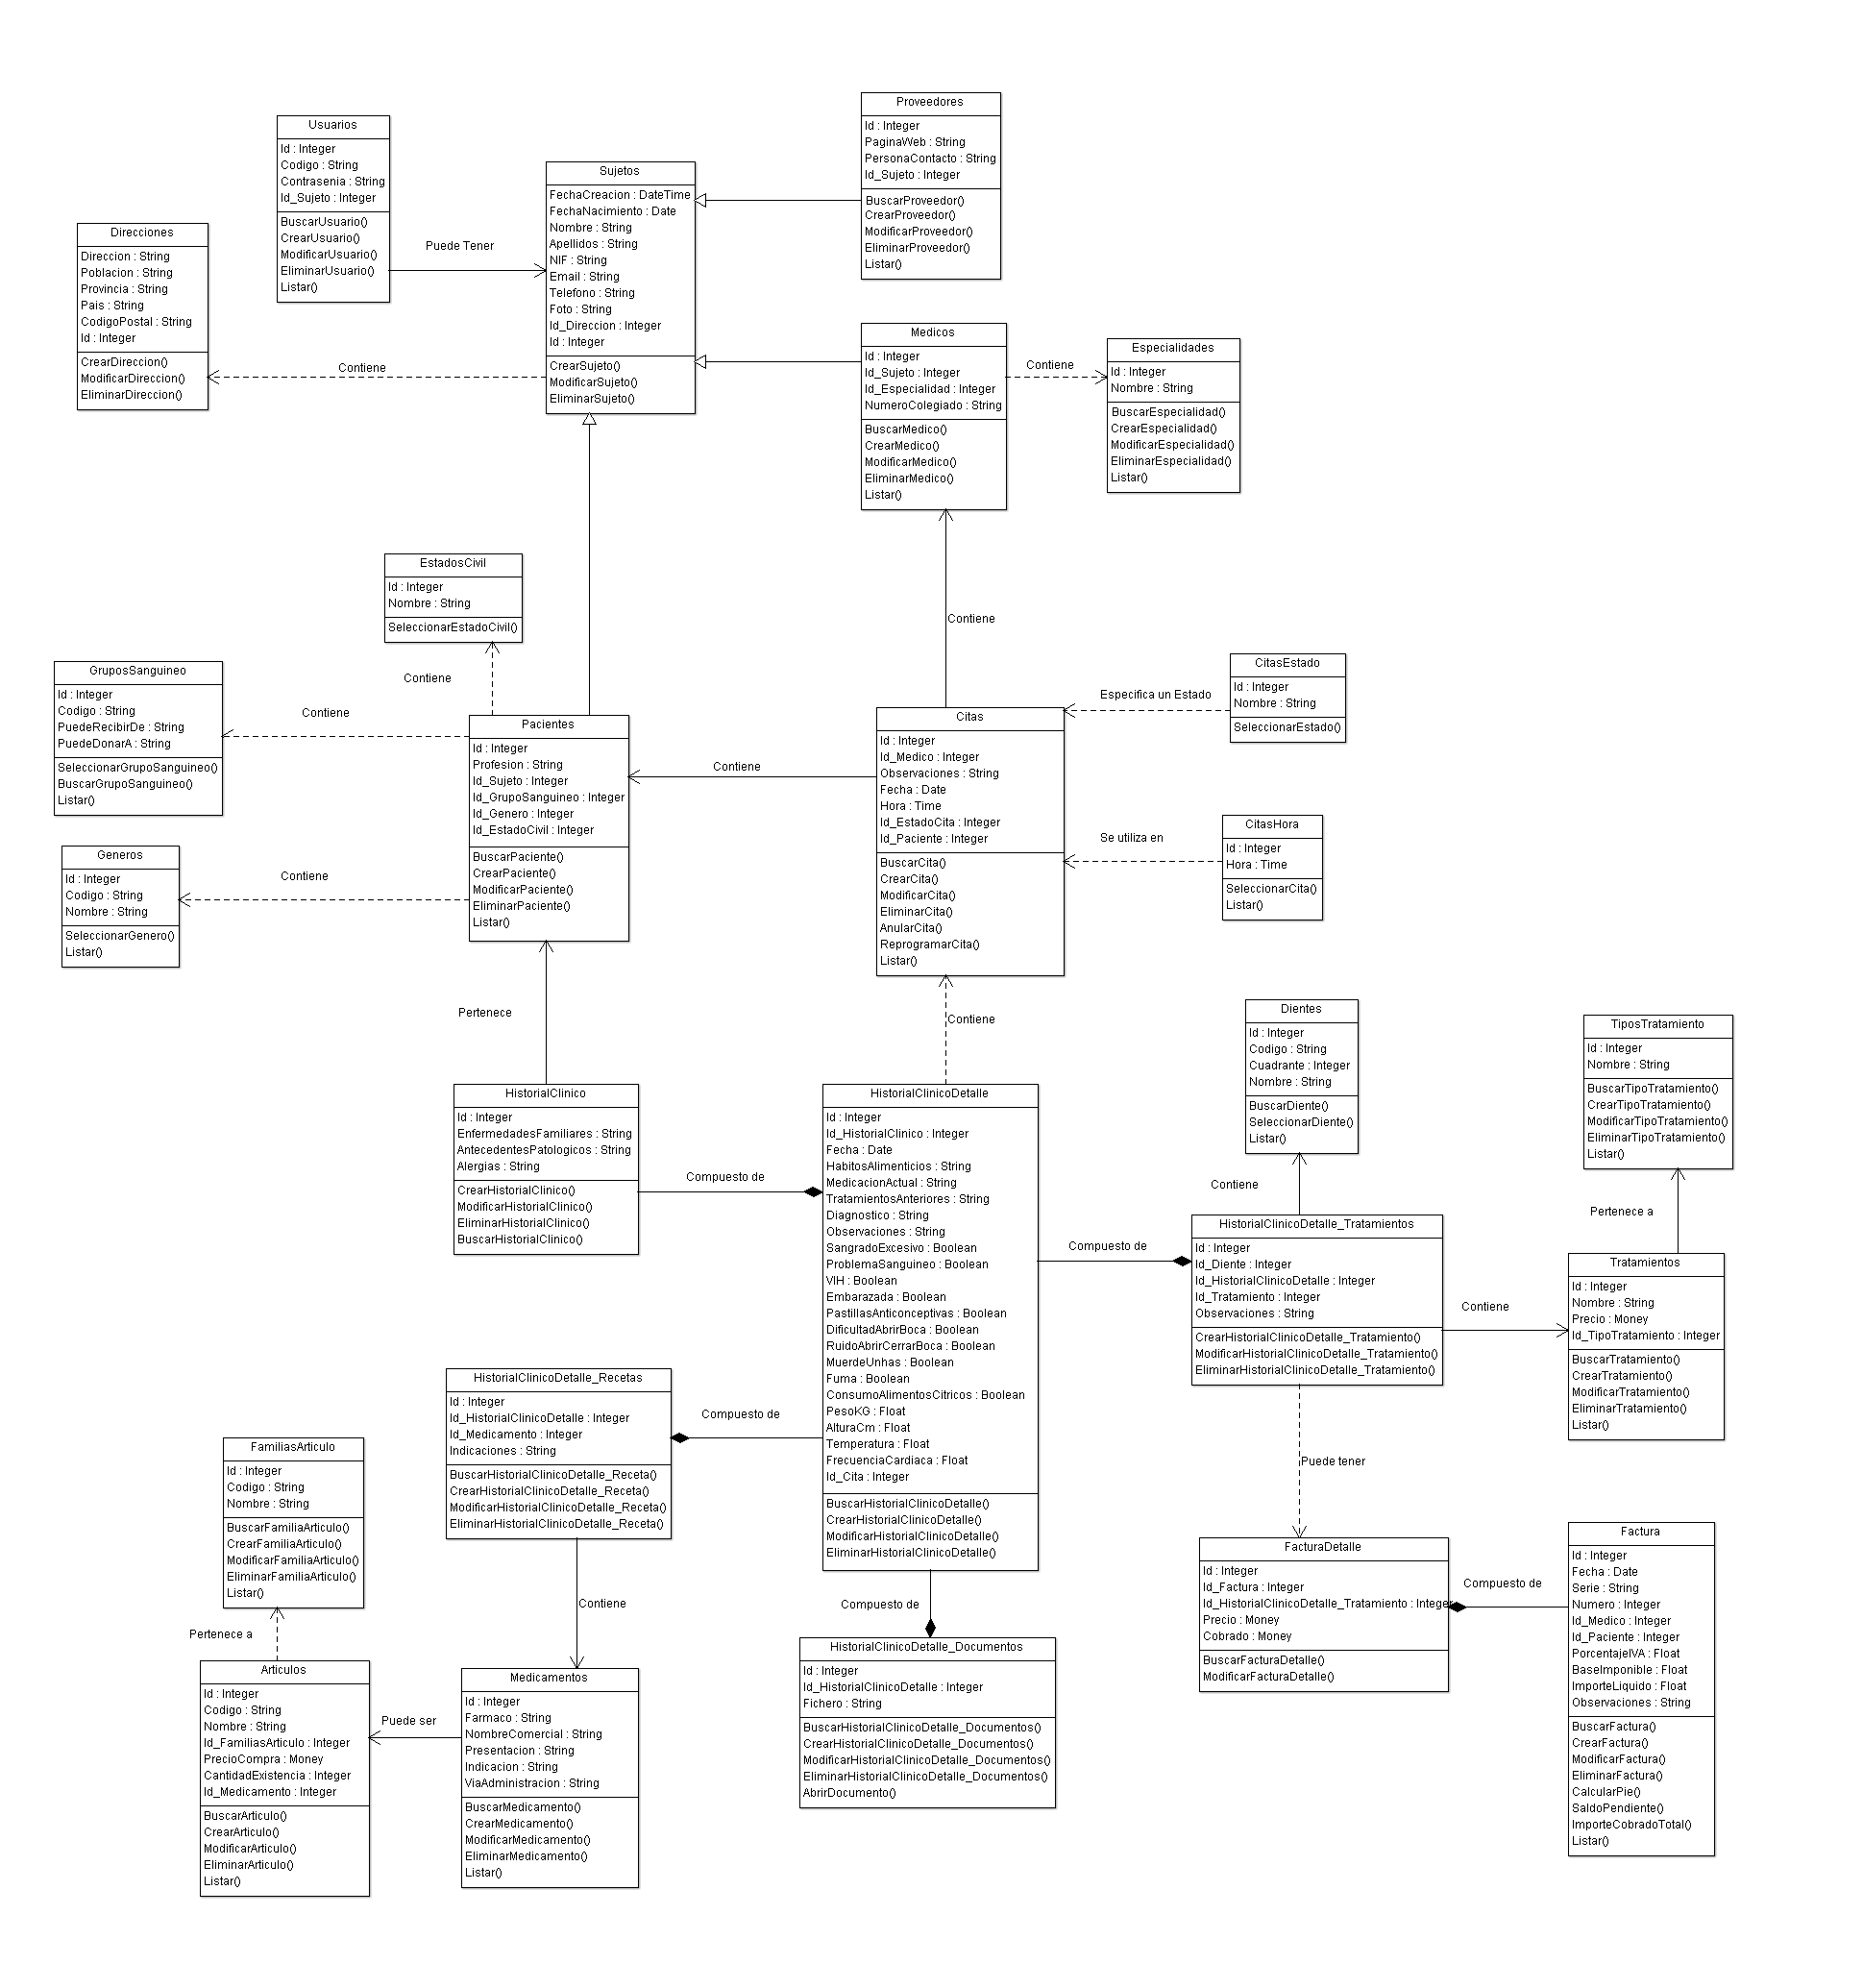 Proveedores
Id : Integer
PaginaWeb : String
PersonaContacto : String
Id_Sujeto : Integer
BuscarProveedor()
CrearProveedor()
ModificarProveedor()
EliminarProveedor()
Listar()
Usuarios
Id : Integer
Codigo : String
Contrasenia : String
Id_Sujeto : Integer
BuscarUsuario()
CrearUsuario()
ModificarUsuario()
EliminarUsuario()
Listar()
Puede Tener
Sujetos
FechaCreacion : DateTime
FechaNacimiento : Date
Nombre : String
Apellidos : String
NIF : String
Email : String
Telefono : String
Foto : String
Id_Direccion : Integer
Id : Integer
CrearSujeto()
ModificarSujeto()
EliminarSujeto()
Direcciones
Direccion : String
Poblacion : String
Provincia : String
Pais : String
CodigoPostal : String
Id : Integer
CrearDireccion()
ModificarDireccion()
EliminarDireccion()
Contiene
Medicos
Id : Integer
Id_Sujeto : Integer
Id_Especialidad : Integer
NumeroColegiado : String
BuscarMedico()
CrearMedico()
ModificarMedico()
EliminarMedico()
Listar()
Contiene
Especialidades
Id : Integer
Nombre : String
BuscarEspecialidad()
CrearEspecialidad()
ModificarEspecialidad()
EliminarEspecialidad()
Listar()
EstadosCivil
Id : Integer
Nombre : String
SeleccionarEstadoCivil()
Contiene
Contiene
GruposSanguineo
Id : Integer
Codigo : String
PuedeRecibirDe : String
PuedeDonarA : String
SeleccionarGrupoSanguineo()
BuscarGrupoSanguineo()
Listar()
Contiene
Pacientes
Id : Integer
Profesion : String
Id_Sujeto : Integer
Id_GrupoSanguineo : Integer
Id_Genero : Integer
Id_EstadoCivil : Integer
BuscarPaciente()
CrearPaciente()
ModificarPaciente()
EliminarPaciente()
Listar()
Contiene
Citas
Id : Integer
Id_Medico : Integer
Observaciones : String
Fecha : Date
Hora : Time
Id_EstadoCita : Integer
Id_Paciente : Integer
BuscarCita()
CrearCita()
ModificarCita()
EliminarCita()
AnularCita()
ReprogramarCita()
Listar()
Especifica un Estado
CitasEstado
Id : Integer
Nombre : String
SeleccionarEstado()
Se utiliza en
CitasHora
Id : Integer
Hora : Time
SeleccionarCita()
Listar()
Generos
Id : Integer
Codigo : String
Nombre : String
SeleccionarGenero()
Listar()
Contiene
Pertenece
Contiene
Dientes
Id : Integer
Codigo : String
Cuadrante : Integer
Nombre : String
BuscarDiente()
SeleccionarDiente()
Listar()
TiposTratamiento
Id : Integer
Nombre : String
BuscarTipoTratamiento()
CrearTipoTratamiento()
ModificarTipoTratamiento()
EliminarTipoTratamiento()
Listar()
HistorialClinico
Id : Integer
EnfermedadesFamiliares : String
AntecedentesPatologicos : String
Alergias : String
CrearHistorialClinico()
ModificarHistorialClinico()
EliminarHistorialClinico()
BuscarHistorialClinico()
Compuesto de
HistorialClinicoDetalle
Id : Integer
Id_HistorialClinico : Integer
Fecha : Date
HabitosAlimenticios : String
MedicacionActual : String
TratamientosAnteriores : String
Diagnostico : String
Observaciones : String
SangradoExcesivo : Boolean
ProblemaSanguineo : Boolean
VIH : Boolean
Embarazada : Boolean
PastillasAnticonceptivas : Boolean
DificultadAbrirBoca : Boolean
RuidoAbrirCerrarBoca : Boolean
MuerdeUnhas : Boolean
Fuma : Boolean
ConsumoAlimentosCitricos : Boolean
PesoKG : Float
AlturaCm : Float
Temperatura : Float
FrecuenciaCardiaca : Float
Id_Cita : Integer
BuscarHistorialClinicoDetalle()
CrearHistorialClinicoDetalle()
ModificarHistorialClinicoDetalle()
EliminarHistorialClinicoDetalle()
Contiene
Pertenece a
Compuesto de
HistorialClinicoDetalle_Tratamientos
Id : Integer
Id_Diente : Integer
Id_HistorialClinicoDetalle : Integer
Id_Tratamiento : Integer
Observaciones : String
CrearHistorialClinicoDetalle_Tratamiento()
ModificarHistorialClinicoDetalle_Tratamiento()
EliminarHistorialClinicoDetalle_Tratamiento()
Contiene
Tratamientos
Id : Integer
Nombre : String
Precio : Money
Id_TipoTratamiento : Integer
BuscarTratamiento()
CrearTratamiento()
ModificarTratamiento()
EliminarTratamiento()
Listar()
HistorialClinicoDetalle_Recetas
Id : Integer
Id_HistorialClinicoDetalle : Integer
Id_Medicamento : Integer
Indicaciones : String
BuscarHistorialClinicoDetalle_Receta()
CrearHistorialClinicoDetalle_Receta()
ModificarHistorialClinicoDetalle_Receta()
EliminarHistorialClinicoDetalle_Receta()
Compuesto de
Puede tener
FamiliasArticulo
Id : Integer
Codigo : String
Nombre : String
BuscarFamiliaArticulo()
CrearFamiliaArticulo()
ModificarFamiliaArticulo()
EliminarFamiliaArticulo()
Listar()
Contiene
Compuesto de
FacturaDetalle
Id : Integer
Id_Factura : Integer
Id_HistorialClinicoDetalle_Tratamiento : Integer
Precio : Money
Cobrado : Money
BuscarFacturaDetalle()
ModificarFacturaDetalle()
Compuesto de
Factura
Id : Integer
Fecha : Date
Serie : String
Numero : Integer
Id_Medico : Integer
Id_Paciente : Integer
PorcentajeIVA : Float
BaseImponible : Float
ImporteLiquido : Float
Observaciones : String
BuscarFactura()
CrearFactura()
ModificarFactura()
EliminarFactura()
CalcularPie()
SaldoPendiente()
ImporteCobradoTotal()
Listar()
Pertenece a
Articulos
Id : Integer
Codigo : String
Nombre : String
Id_FamiliasArticulo : Integer
PrecioCompra : Money
CantidadExistencia : Integer
Id_Medicamento : Integer
BuscarArticulo()
CrearArticulo()
ModificarArticulo()
EliminarArticulo()
Listar()
Puede ser
Medicamentos
Id : Integer
Farmaco : String
NombreComercial : String
Presentacion : String
Indicacion : String
ViaAdministracion : String
BuscarMedicamento()
CrearMedicamento()
ModificarMedicamento()
EliminarMedicamento()
Listar()
HistorialClinicoDetalle_Documentos
Id : Integer
Id_HistorialClinicoDetalle : Integer
Fichero : String
BuscarHistorialClinicoDetalle_Documentos()
CrearHistorialClinicoDetalle_Documentos()
ModificarHistorialClinicoDetalle_Documentos()
EliminarHistorialClinicoDetalle_Documentos()
AbrirDocumento()